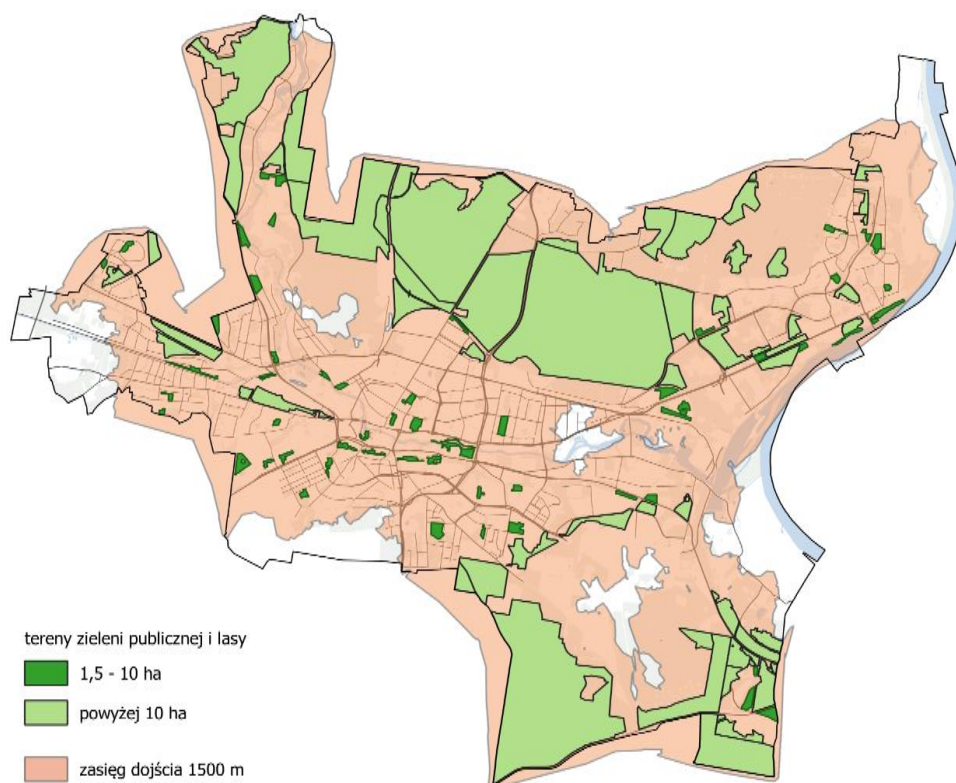 tereny zieleni publicznej i lasy
1,5 - 10 ha
powyżej 10 ha
zasięg dojścia 1500 m